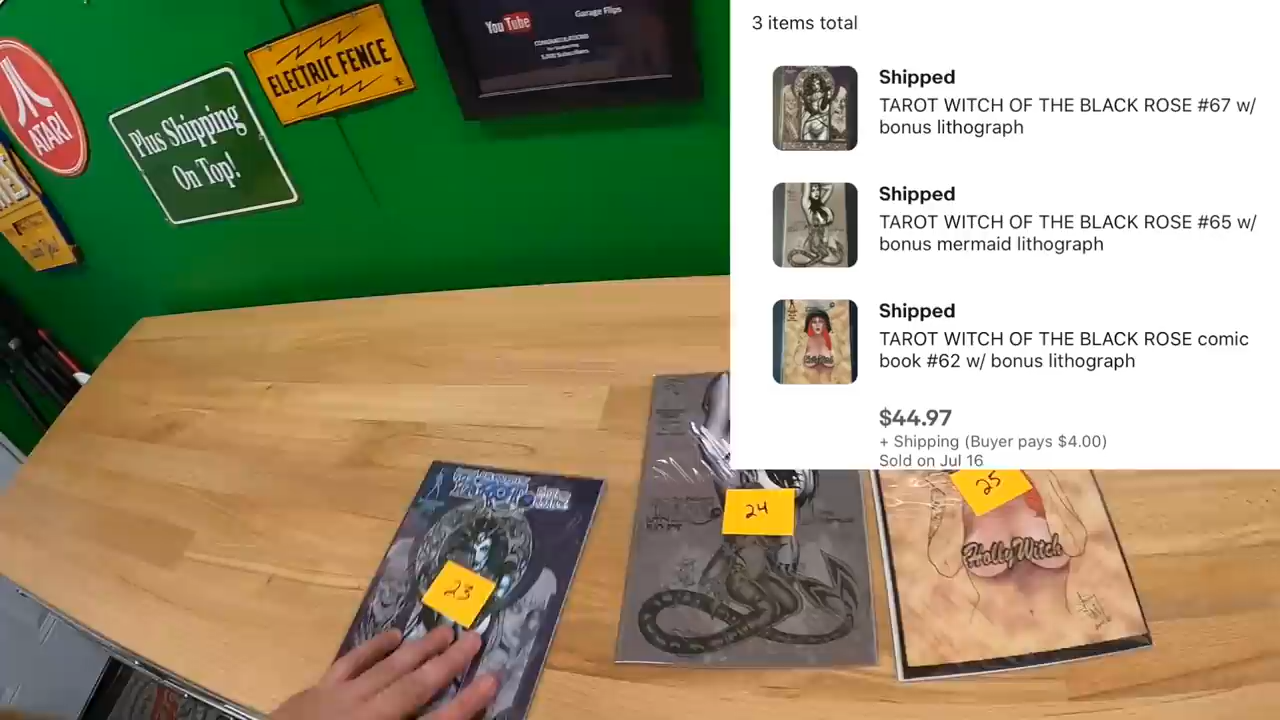 ATARI
Plus Shipping
On Top!
ELECTRIC FENCE
YouTube
Garage Flips
CONGRATULATIONS
3 items total
Shipped
TAROT WITCH OF THE BLACK ROSE #67 w/
bonus lithograph
Shipped
TAROT WITCH OF THE BLACK ROSE #65 w/
bonus mermaid lithograph
Shipped
TAROT WITCH OF THE BLACK ROSE comic
book #62 w/ bonus lithograph
$44.97
+ Shipping (Buyer pays $4.00)
Sold on Jul 16
23
24
25
HollyWitch